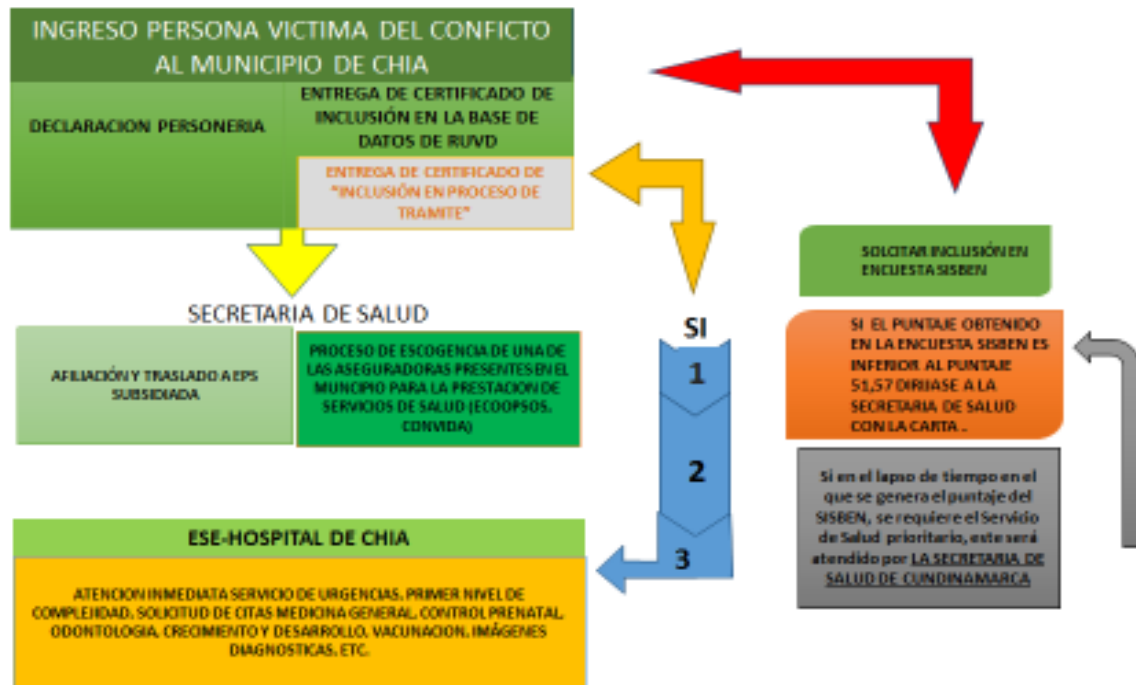 INGRESO PERSONA VICTIMA DEL CONFICTO
AL MUNICIPIO DE CHIA
DECLARACION PERSONERIA
ENTREGA DE CERTIFICADO DE
INCLUSIÓN EN LA BASE DE
DATOS DE RUVD
ENTREGA DE CERTIFICADO DE
"INCLUSIÓN EN PROCESO DE
TRAMITE"
SECRETARIA DE SALUD
AFILIACIÓN Y TRASLADO A EPS
SUBSIDIADA
PROCESO DE ESCOGENCIA DE UNA DE
LAS ASEGURADORAS PRESENTES EN EL
MUNCIPIO PARA LA PRESTACION DE
SERVICIOS DE SALUD (ECOOPSOS.
CONVIDA)
SI
1
2
3
ESE-HOSPITAL DE CHIA
ATENCION INMEDIATA SERVICIO DE URGENCIAS. PRIMER NIVEL DE
COMPLEJIDAD. SOLICITUD DE CITAS MEDICINA GENERAL. CONTROL PRENATAL.
ODONTOLOGIA. CRECIMIENTO Y DESARROLLO. VACUNACION. IMÁGENES
DIAGNOSTICAS. ETC.
SOLCITAR INCLUSIÓN EN
ENCUESTA SISBEN
SI EL PUNTAJE OBTENIDO
EN LA ENCUESTA SISBEN ES
INFERIOR AL PUNTAJE
51,57 DIRIJASE A LA
SECRETARIA DE SALUD
CON LA CARTA .
Si en el lapso de tiempo en el
que se genera el puntaje del
SISBEN, se requiere el Servicio
de Salud prioritario, este será
atendido por LA SECRETARIA DE
SALUD DE CUNDINAMARCA